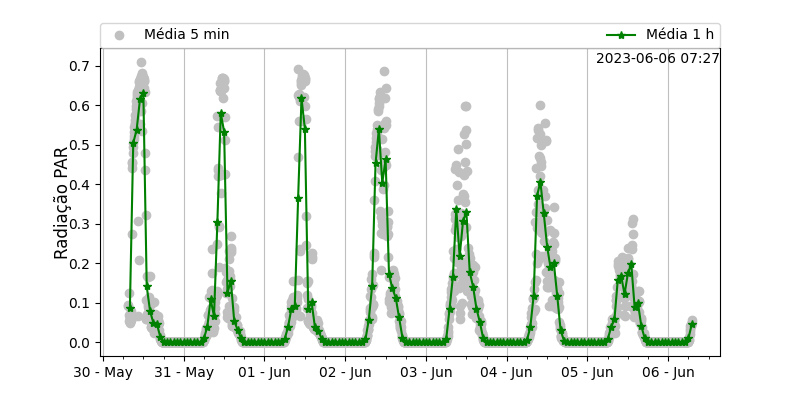 Média 5 min
Média 1 h
2023-06-06 07:27
Radiação PAR
0.7
0.6
0.5
0.4
0.3
0.2
0.1
0.0
30 - May
31 - May
01 - Jun
02 - Jun
03 - Jun
04 - Jun
05 - Jun
06 - Jun